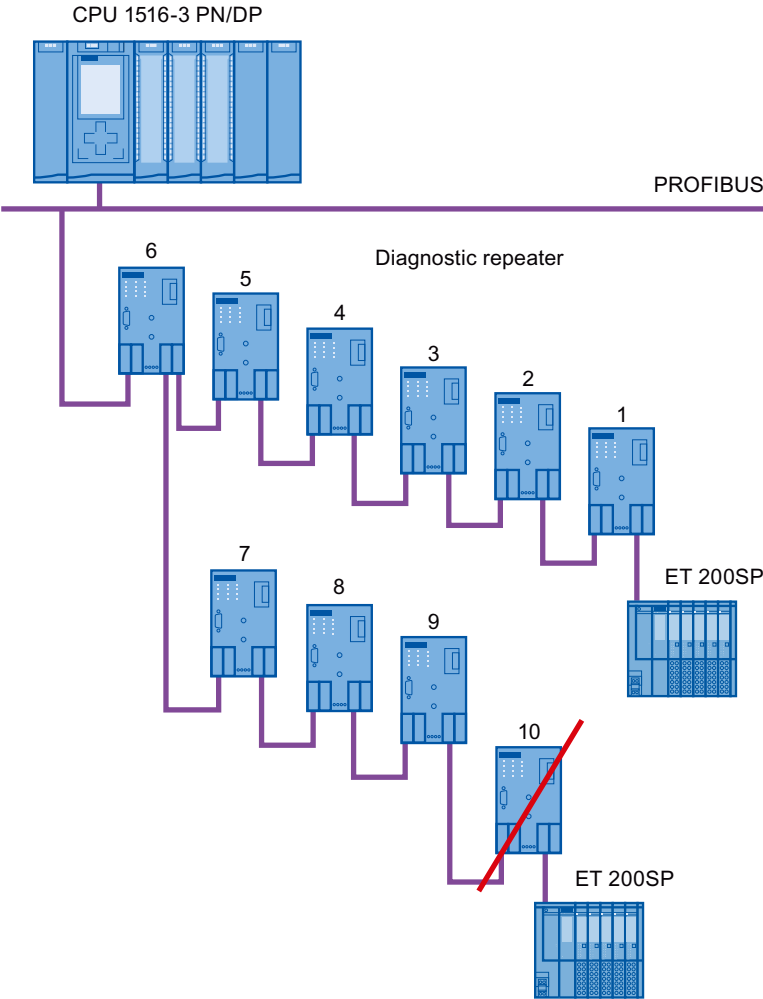 CPU 1516-3 PN/DP
PROFIBUS
Diagnostic repeater
6
5
4
3
2
1
ET 200SP
7
8
9
10
ET 200SP